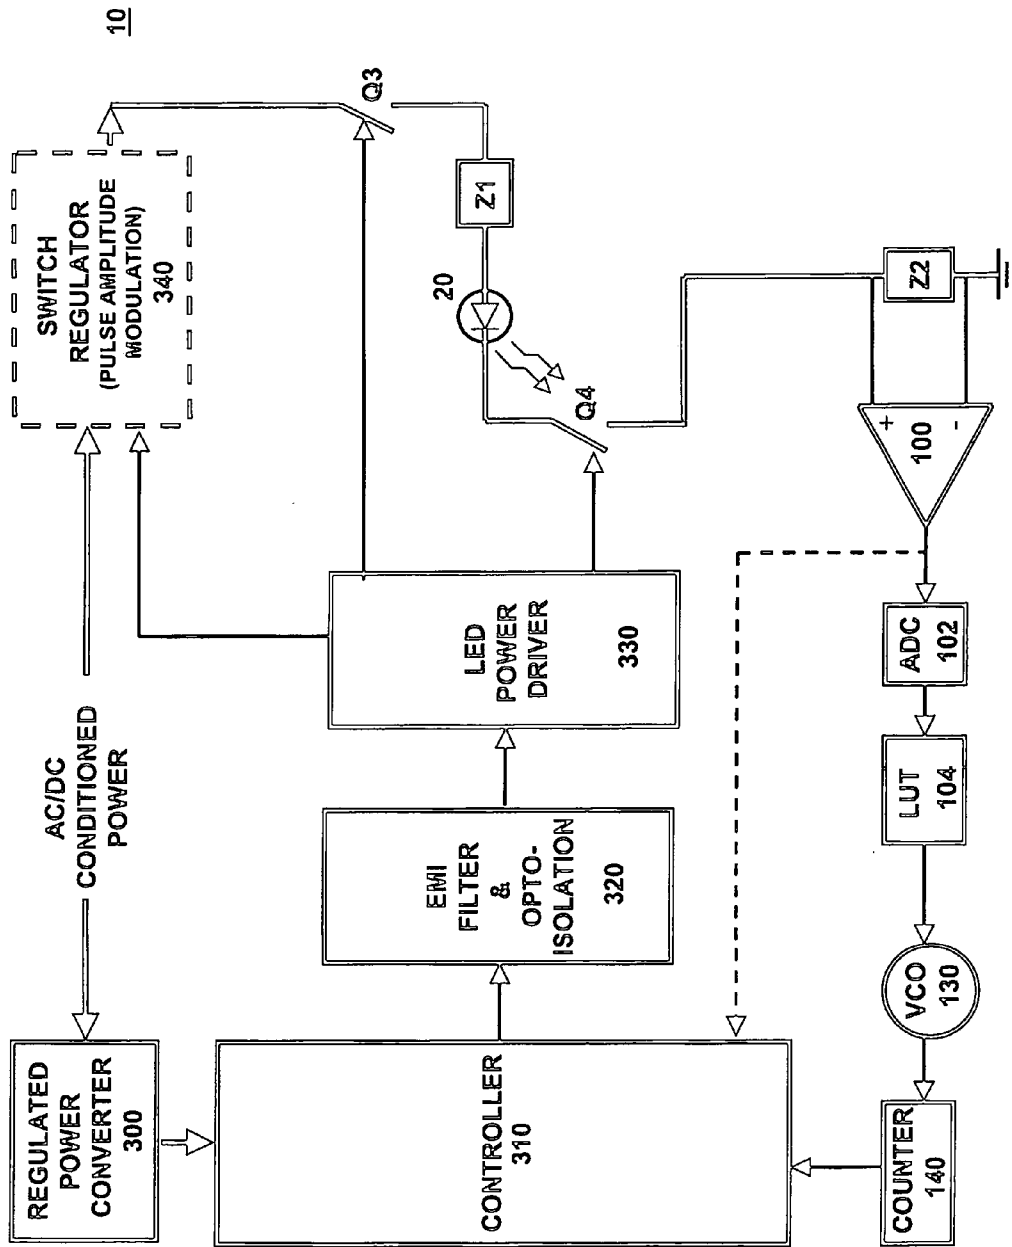 10
REGULATED
POWER
CONVERTER
300
AC/DC
CONDITIONED
POWER
SWITCH
REGULATOR
(PULSE AMPLITUDE
MODULATION)
340
CONTROLLER
310
EMI
FILTER
&
OPTO-
ISOLATION
320
LED
POWER
DRIVER
330
Q3
Z1
20
Q4
Z2
+
-
100
ADC
102
LUT
104
VCO
130
COUNTER
140